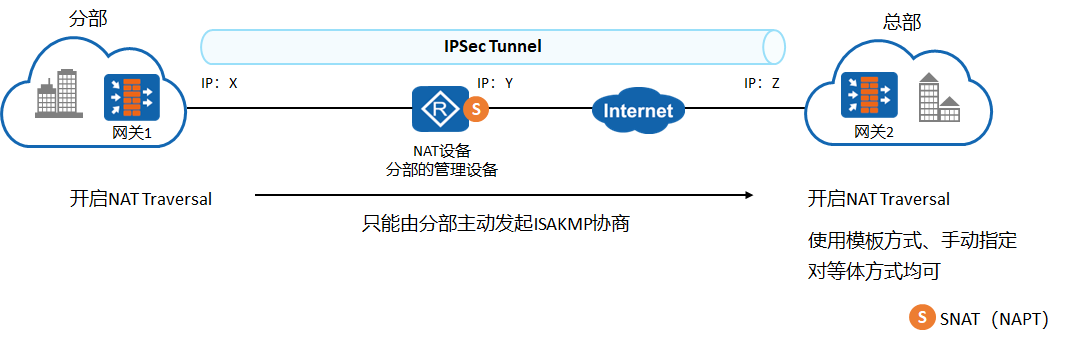 分部
总部
IPSec Tunnel
IP：X
IP：Y
IP：Z
R
S
Internet
网关1
网关2
NAT设备
分部的管理设备
开启NAT Traversal
开启NAT Traversal
只能由分部主动发起ISAKMP协商
使用模板方式、手动指定
对等体方式均可
S SNAT（NAPT）